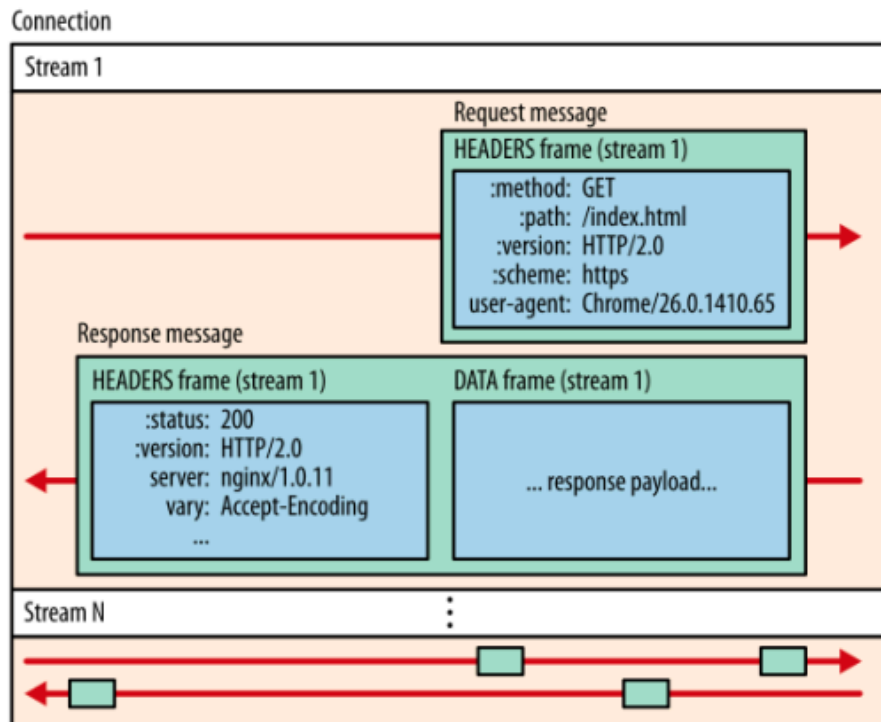 Connection
Stream 1
Request message
HEADERS frame (stream 1)
:method: GET
:path: /index.html
:version: HTTP/2.0
:scheme: https
user-agent: Chrome/26.0.1410.65
Response message
HEADERS frame (stream 1)
:status: 200
:version: HTTP/2.0
server: nginx/1.0.11
vary: Accept-Encoding
...
DATA frame (stream 1)
... response payload...
Stream N